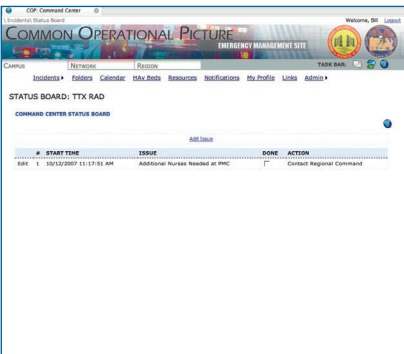 COP: Command Center
\Incidents\ Status Board
Welcome, Bill Logout
COMMON OPERATIONAL PICTURE
EMERGENCY MANAGEMENT SITE
CAMPUS NETWORK REGION TASK BAR:
Incidents Folders Calendar HAv Beds Resources Notifications My Profile Links Admin
STATUS BOARD: TTX RAD
COMMAND CENTER STATUS BOARD
Add Issue
# START TIME ISSUE DONE ACTION
Edit 1 10/12/2007 11:17:51 AM Additional Nurses Needed at PMC Contact Regional Command